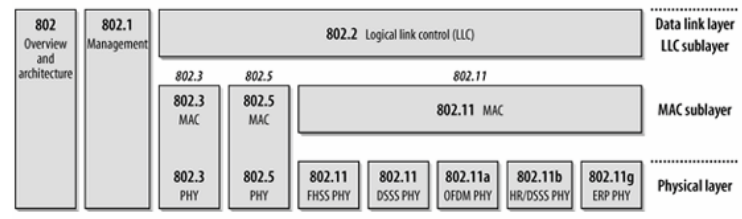 802
Overview
and
architecture
802.1
Management
802.2 Logical link control (LLC)
Data link layer
LLC sublayer
802.3
802.5
802.11
802.3
MAC
802.5
MAC
802.11 MAC
MAC sublayer
802.3
PHY
802.5
PHY
802.11
FHSS PHY
802.11
DSSS PHY
802.11a
OFDM PHY
802.11b
HR/DSSS PHY
802.11g
ERP PHY
Physical layer